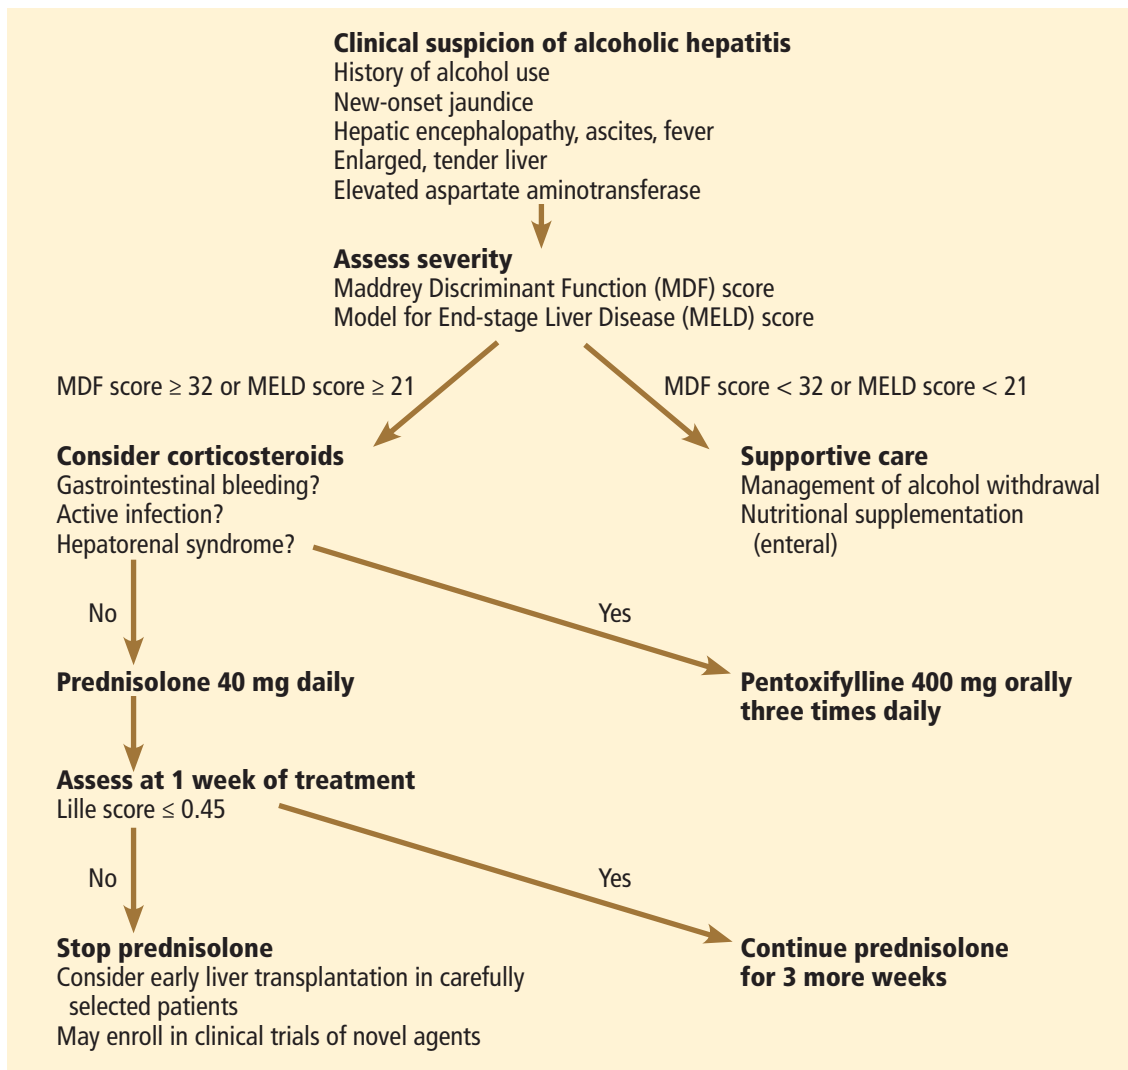 Clinical suspicion of alcoholic hepatitis
History of alcohol use
New-onset jaundice
Hepatic encephalopathy, ascites, fever
Enlarged, tender liver
Elevated aspartate aminotransferase
Assess severity
Maddrey Discriminant Function (MDF) score
Model for End-stage Liver Disease (MELD) score
MDF score ≥ 32 or MELD score ≥ 21
MDF score < 32 or MELD score < 21
Consider corticosteroids
Gastrointestinal bleeding?
Active infection?
Hepatorenal syndrome?
Supportive care
Management of alcohol withdrawal
Nutritional supplementation
(enteral)
No
Yes
Prednisolone 40 mg daily
Pentoxifylline 400 mg orally
three times daily
Assess at 1 week of treatment
Lille score ≤ 0.45
No
Yes
Stop prednisolone
Consider early liver transplantation in carefully
selected patients
May enroll in clinical trials of novel agents
Continue prednisolone
for 3 more weeks